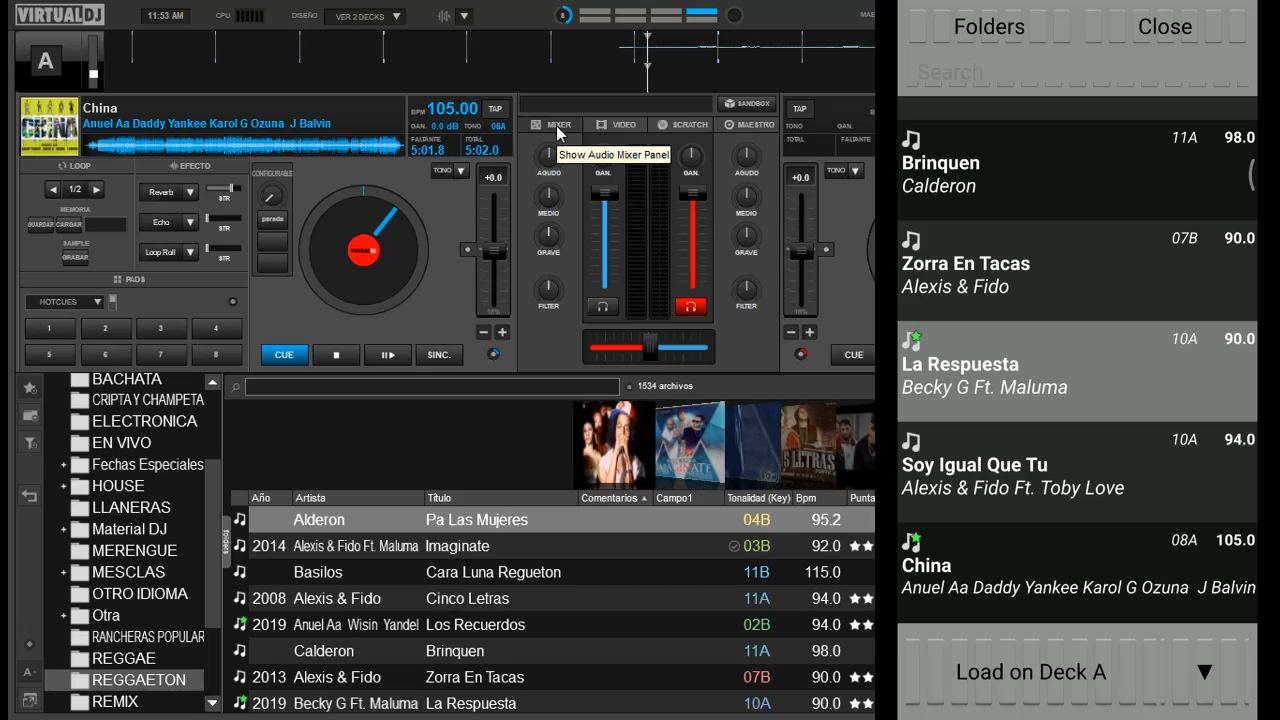 VIRTUALDJ
11:53 AM
CPU
DISEÑO
VER 2 DECKS
8
A
China
Anuel Aa Daddy Yankee Karol G Ozuna J Balvin
BPM 105.00 TAP
GAN. 0.0 dB TONO 08A
FALTANTE TOTAL
5:01.8 5:02.0
SANDBOX
MIXER VIDEO SCRATCH MAESTRO
Show Audio Mixer Panel
TAP
GAN.
TONO
FALTANTE
LOOP
1/2
MEMORIA
GUARDAR CARGAR
SAMPLE
GRABAR
EFECTO
Reverb
STR
Echo
STR
Loop Roll
STR
CONFIGURABLE
parada
TONO
+0.0
VIRTUALDJ
18%
AGUDO
MEDIO
GRAVE
FILTER
GAN.
AGUDO
MEDIO
GRAVE
FILTER
+0.0
TONO
18%
PADS
HOTCUES
1 2 3 4
5 6 7 8
CUE
SINC.
CUE
1534 archivos
BACHATA
CRIPTA Y CHAMPETA
ELECTRONICA
EN VIVO
Fechas Especiales
HOUSE
LLANERAS
Material DJ
MERENGUE
MESCLAS
OTRO IDIOMA
Otra
RANCHERAS POPULAR
REGGAE
REGGAETON
REMIX
folders
Año Artista Título Comentarios Campo1 Tonalidad (Key) Bpm Punta
Alderon Pa Las Mujeres 04B 95.2
2014 Alexis & Fido Ft. Maluma Imaginate 03B 92.0
Basilos Cara Luna Regueton 11B 115.0
2008 Alexis & Fido Cinco Letras 11A 94.0
2019 Anuel Aa Wisin Yandel Los Recuerdos 02B 94.0
Calderon Brinquen 11A 98.0
2013 Alexis & Fido Zorra En Tacas 07B 90.0
2019 Becky G Ft. Maluma La Respuesta 10A 90.0
Folders Close
Search
11A 98.0
Brinquen
Calderon
07B 90.0
Zorra En Tacas
Alexis & Fido
10A 90.0
La Respuesta
Becky G Ft. Maluma
10A 94.0
Soy Igual Que Tu
Alexis & Fido Ft. Toby Love
08A 105.0
China
Anuel Aa Daddy Yankee Karol G Ozuna J Balvin
Load on Deck A